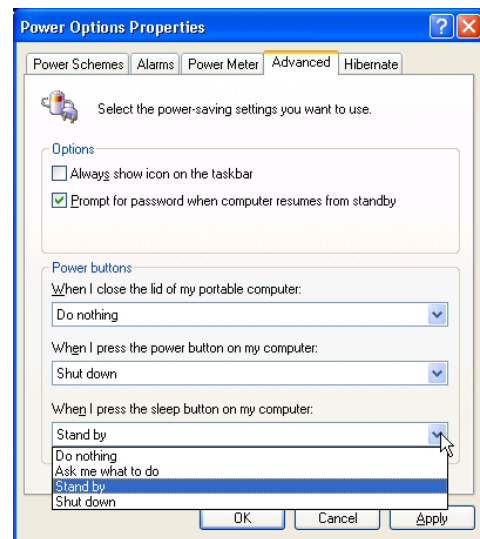 Power Options Properties
Power Schemes Alarms Power Meter Advanced Hibernate
Select the power-saving settings you want to use.
Options
Always show icon on the taskbar
Prompt for password when computer resumes from standby
Power buttons
When I close the lid of my portable computer:
Do nothing
When I press the power button on my computer:
Shut down
When I press the sleep button on my computer:
Stand by
Do nothing
Ask me what to do
Stand by
Shut down
OK Cancel Apply